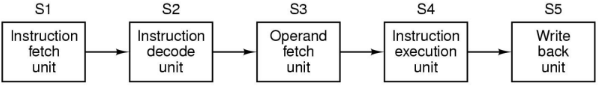 S1
S2
S3
S4
S5
Instruction
fetch
unit
Instruction
decode
unit
Operand
fetch
unit
Instruction
execution
unit
Write
back
unit